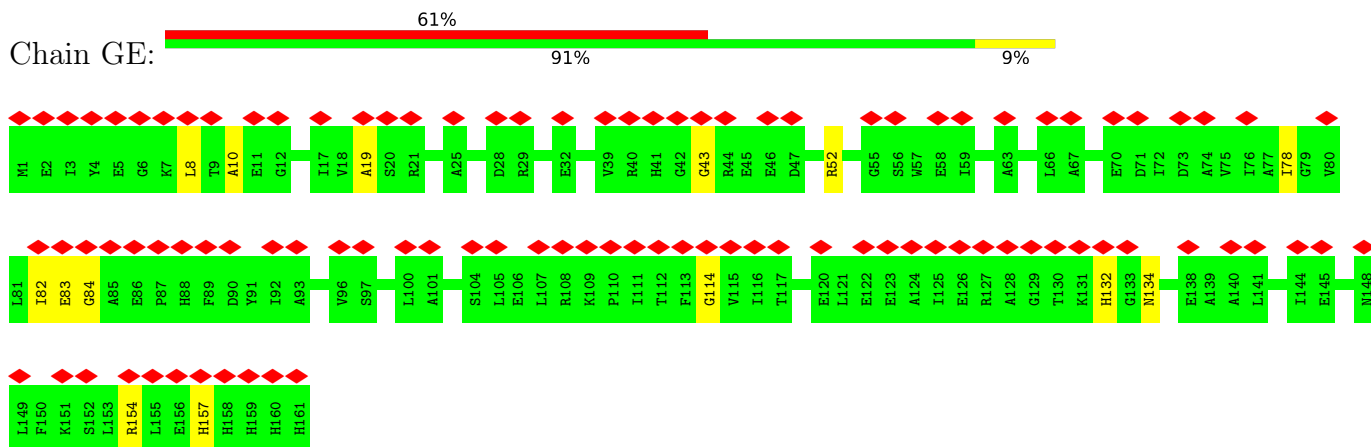 61%
Chain GE:
91% 9%
M1 E2 I3 Y4 E5 G6 K7 L8 T9 A10 E11 G12 I17 V18 A19 S20 R21 A25 D28 R29 E32 V39 R40 H41 G42 G43 R44 E45 E46 D47 R52 G55 S56 W57 E58 I59 A63 L66 A67 E70 D71 I72 D73 A74 V75 I76 A77 I78 G79 V80
L81 I82 E83 G84 A85 E86 P87 H88 F89 D90 Y91 I92 A93 V96 S97 L100 A101 S104 L105 E106 L107 R108 K109 P110 I111 T112 F113 G114 V115 I116 T117 E120 L121 E122 E123 A124 I125 E126 R127 A128 G129 T130 K131 H132 G133 N134 E138 A139 A140 L141 T144 E145 N148
L149 F150 K151 S152 L153 R154 L155 E156 H157 H158 H159 H160 H161